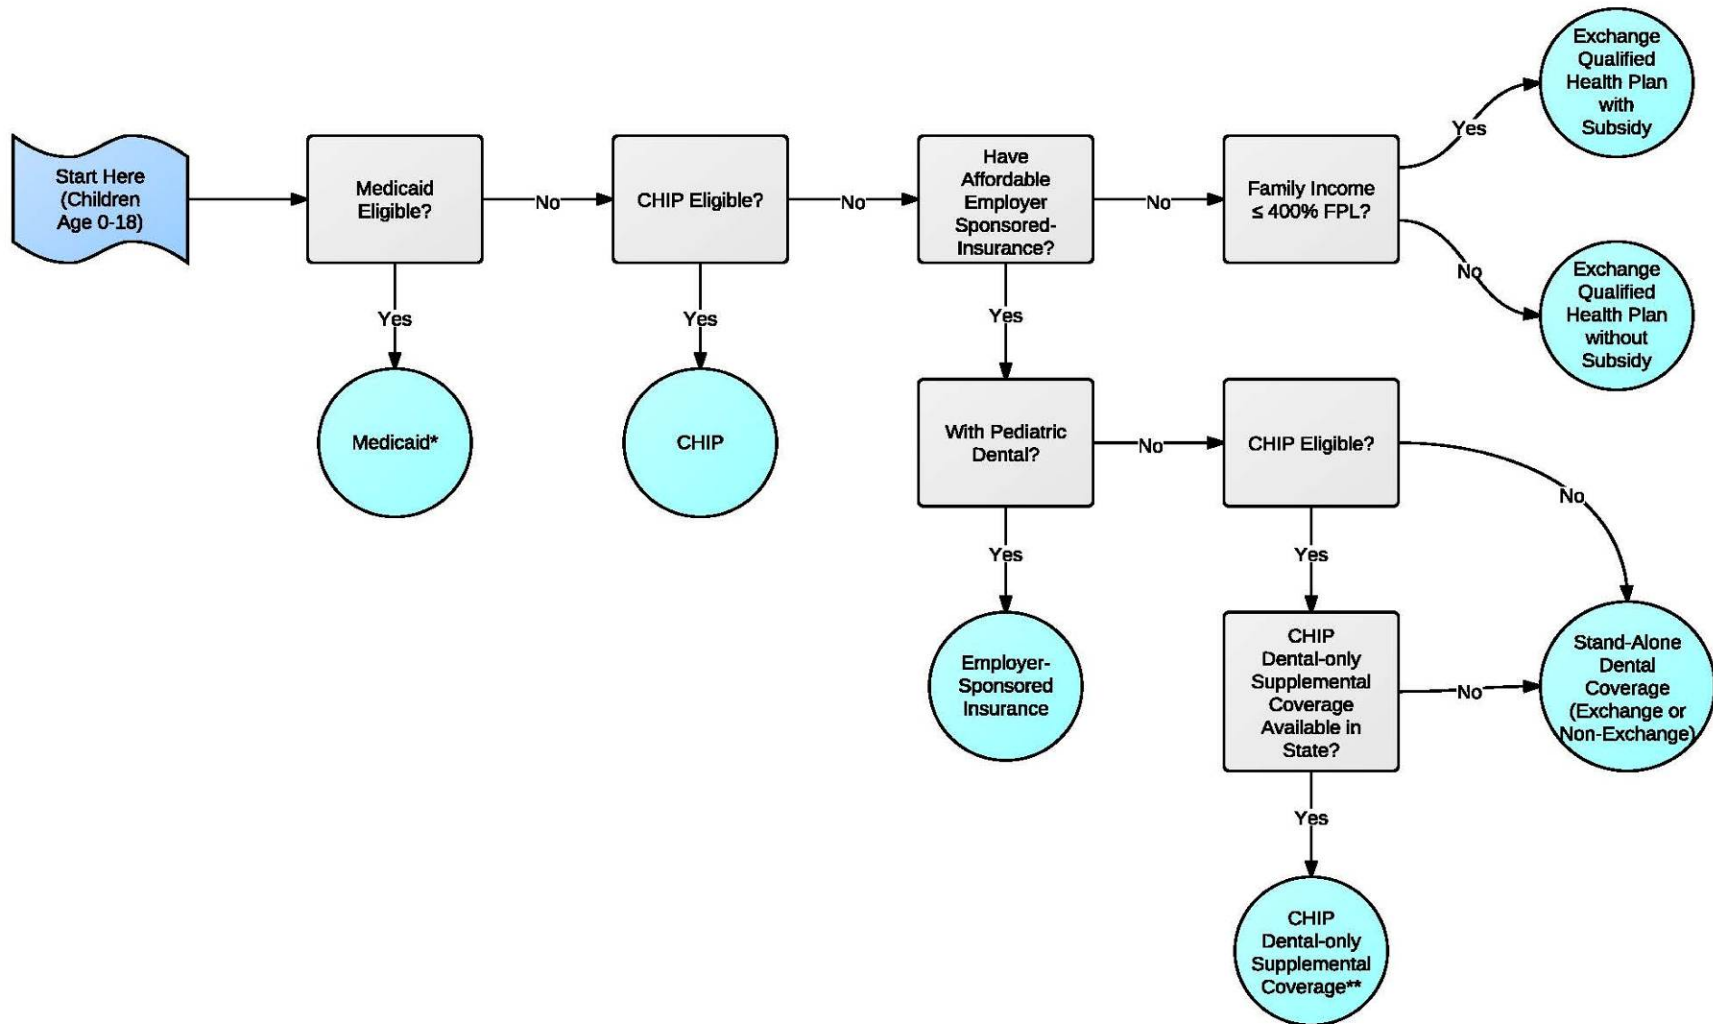 Start Here
(Children
Age 0-18)
Medicaid
Eligible?
No
CHIP Eligible?
No
Have
Affordable
Employer
Sponsored-
Insurance?
No
Family Income
≤ 400% FPL?
Yes
Exchange
Qualified
Health Plan
with
Subsidy
No
Exchange
Qualified
Health Plan
without
Subsidy
Yes
Medicaid*
Yes
CHIP
Yes
With Pediatric
Dental?
No
CHIP Eligible?
No
Yes
Employer-
Sponsored
Insurance
Yes
CHIP
Dental-only
Supplemental
Coverage
Available in
State?
No
Stand-Alone
Dental
Coverage
(Exchange or
Non-Exchange)
Yes
CHIP
Dental-only
Supplemental
Coverage**